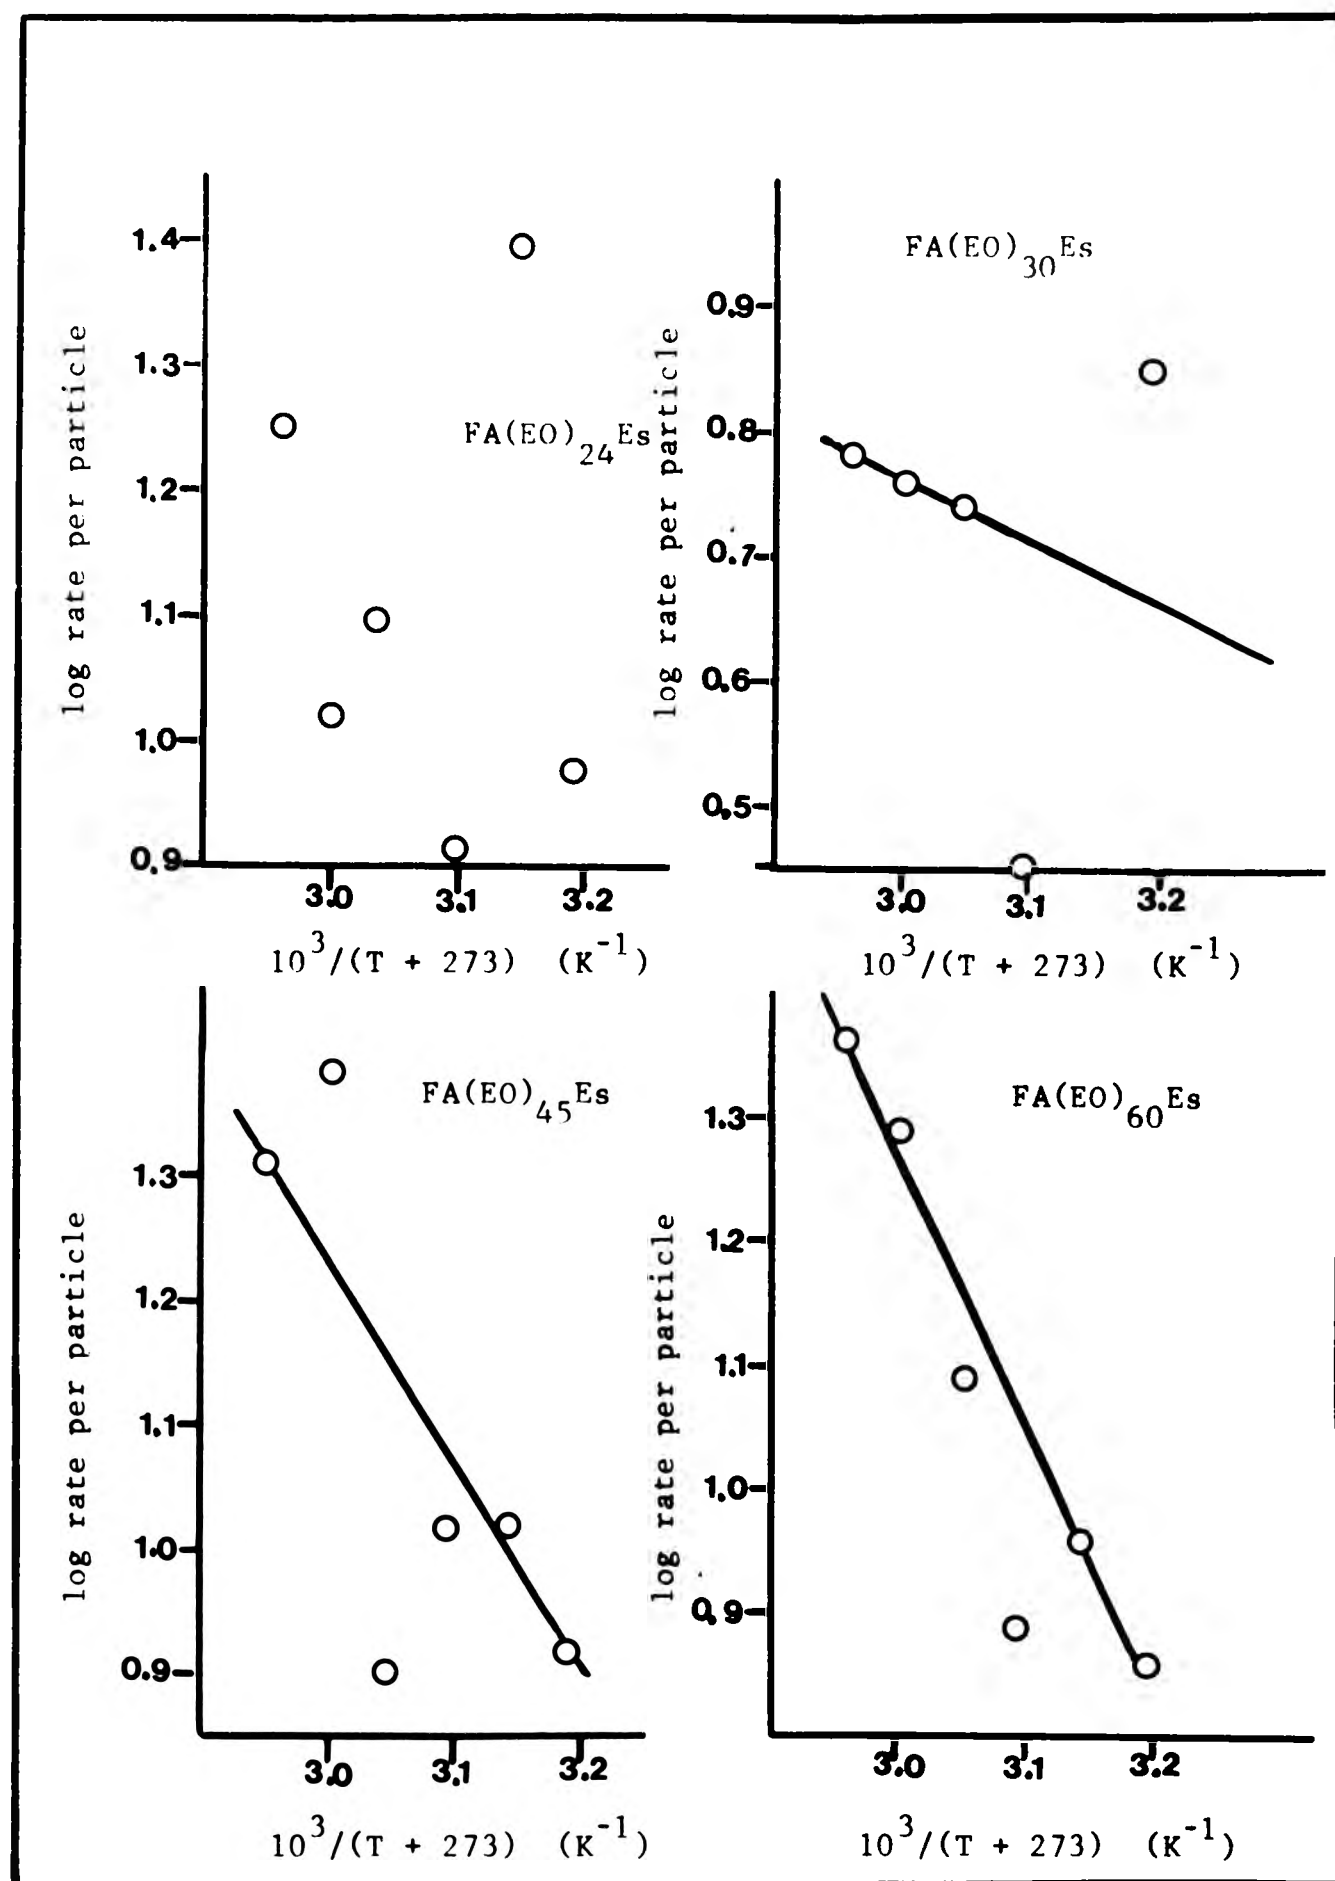 1.4
1.3
1.2
1.1
1.0
0.9
log rate per particle
FA(EO)24Es
3.0 3.1 3.2
10^3/(T + 273) (K^-1)
FA(EO)30Es
0.9
0.8
0.7
0.6
0.5
log rate per particle
3.0 3.1 3.2
10^3/(T + 273) (K^-1)
FA(EO)45Es
1.3
1.2
1.1
1.0
0.9
log rate per particle
3.0 3.1 3.2
10^3/(T + 273) (K^-1)
FA(EO)60Es
1.3
1.2
1.1
1.0
0.9
log rate per particle
3.0 3.1 3.2
10^3/(T + 273) (K^-1)